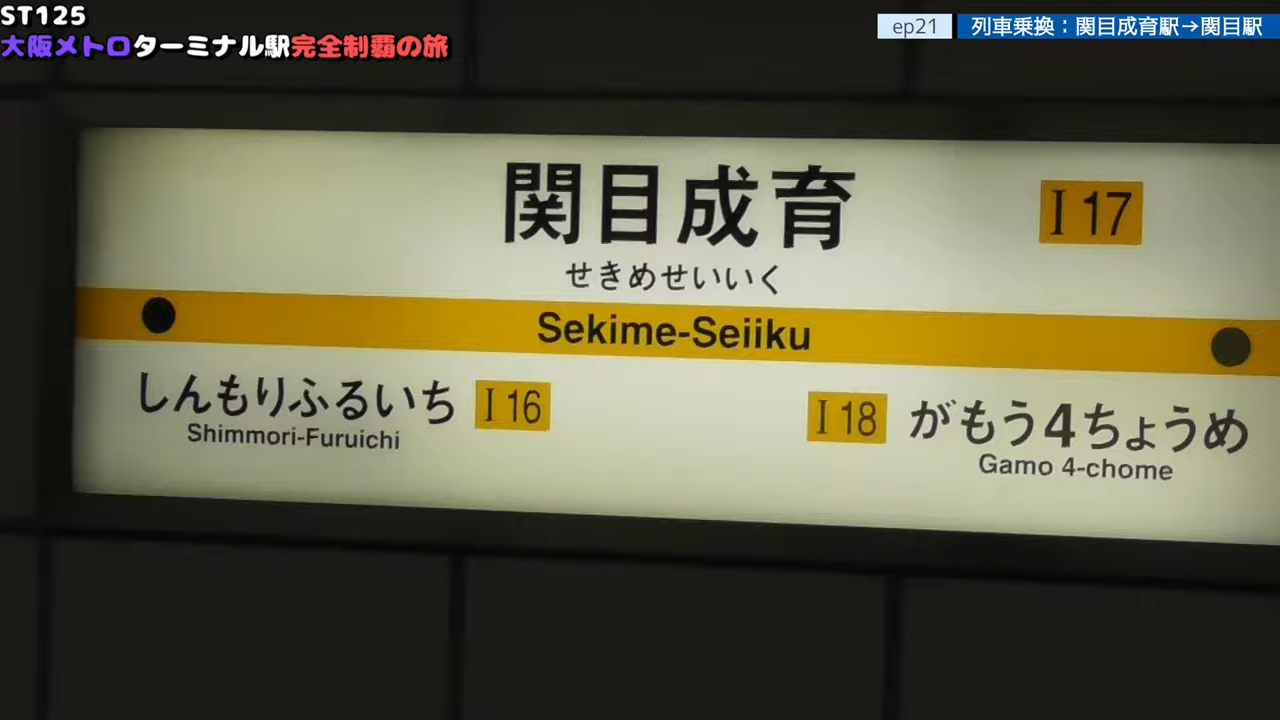 ST125
大阪メトロターミナル駅完全制覇の旅
ep21
列車乗換：関目成育駅→関目駅
関目成育
I 17
せきめせいいく
Sekime-Seiiku
しんもりふるいち
I 16
Shimmori-Furuichi
I 18
がもう4ちょうめ
Gamo 4-chome